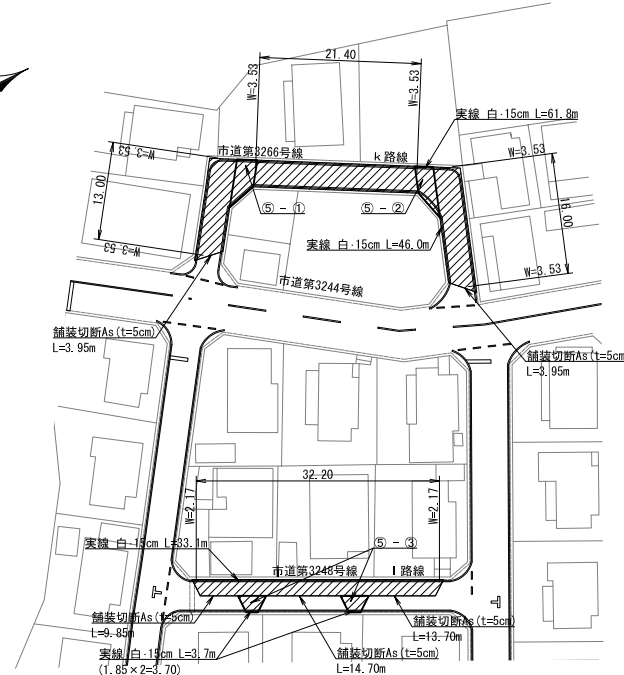 21.40
W=3.53
W=3.53
実線 白·15cm L=61.8m
市道第3266号線
k路線
W=3.53
W=3.53
13.00
16.00
⑤-①
⑤-②
実線 白·15cm L=46.0m
W=3.53
W=3.53
市道第3244号線
舗装切断As(t=5cm)
L=3.95m
舗装切断As(t=5cm)
L=3.95m
32.20
W=2.17
W=2.17
実線 白·15cm L=33.1m
⑤-③
市道第3248号線
l路線
舗装切断As(t=5cm)
L=9.85m
舗装切断As(t=5cm)
L=13.70m
実線 白·15cm L=3.7m
(1.85×2=3.70)
舗装切断As(t=5cm)
L=14.70m